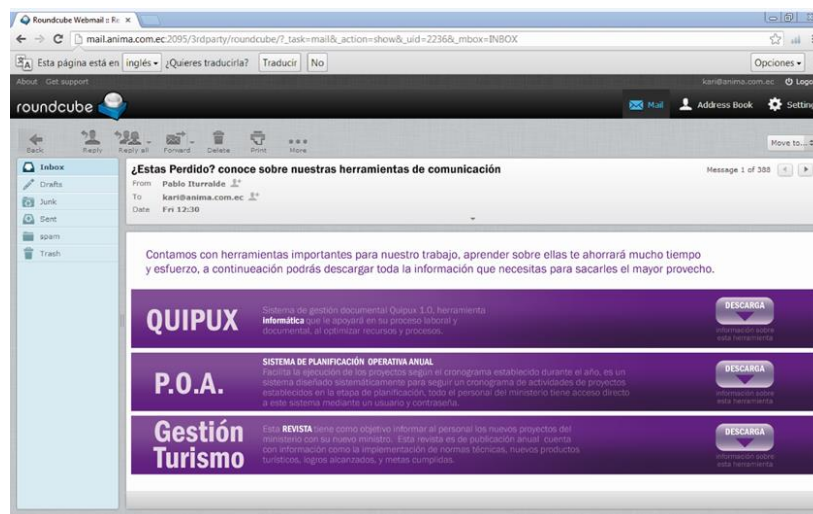 Roundcube Webmail :: Re
mail.anima.com.ec:2095/3rdparty/roundcube/?_task=mail&_action=show&_uid=2236&_mbox=INBOX
Esta página está en inglés ¿Quieres traducirla? Traducir No Opciones
About Get support kari@anima.com.ec Logo
roundcube Mail Address Book Setting
Back Reply Reply all Forward Delete Print More Move to...
Inbox
Drafts
Junk
Sent
spam
Trash
¿Estas Perdido? conoce sobre nuestras herramientas de comunicación Message 1 of 388
From Pablo Iturralde
To kari@anima.com.ec
Date Fri 12:30
Contamos con herramientas importantes para nuestro trabajo, aprender sobre ellas te ahorrará mucho tiempo
y esfuerzo, a continueación podrás descargar toda la información que necesitas para sacarles el mayor provecho.
QUIPUX
Sistema de gestión documental Quipux 1.0, herramienta
informática que le apoyará en su proceso laboral y
documental, al optimizar recursos y procesos.
DESCARGA
información sobre
esta herramienta
P.O.A.
SISTEMA DE PLANIFICACIÓN OPERATIVA ANUAL
Facilita la ejecución de los proyectos según el cronograma establecido durante el año, es un
sistema diseñado sistemáticamente para seguir un cronograma de actividades de proyectos
establecidos en la etapa de planificación, todo el personal del ministerio tiene acceso directo
a este sistema mediante un usuario y contraseña.
DESCARGA
información sobre
esta herramienta
Gestión
Turismo
Esta REVISTA tiene como objetivo informar al personal los nuevos proyectos del
ministerio con su nuevo ministro. Esta revista es de publicación anual cuenta
con información como la implementación de normas técnicas, nuevos productos
turísticos, logros alcanzados, y metas cumplidas.
DESCARGA
información sobre
esta herramienta